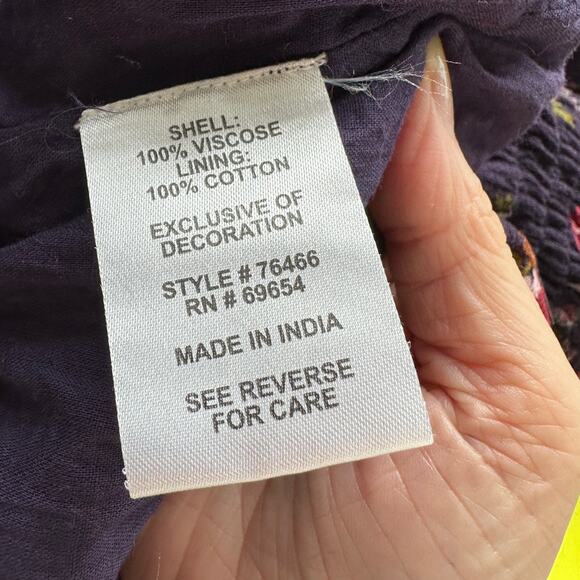 SHELL:
100% VISCOSE
LINING:
100% COTTON
EXCLUSIVE OF
DECORATION
STYLE # 76466
RN # 69654
MADE IN INDIA
SEE REVERSE
FOR CARE